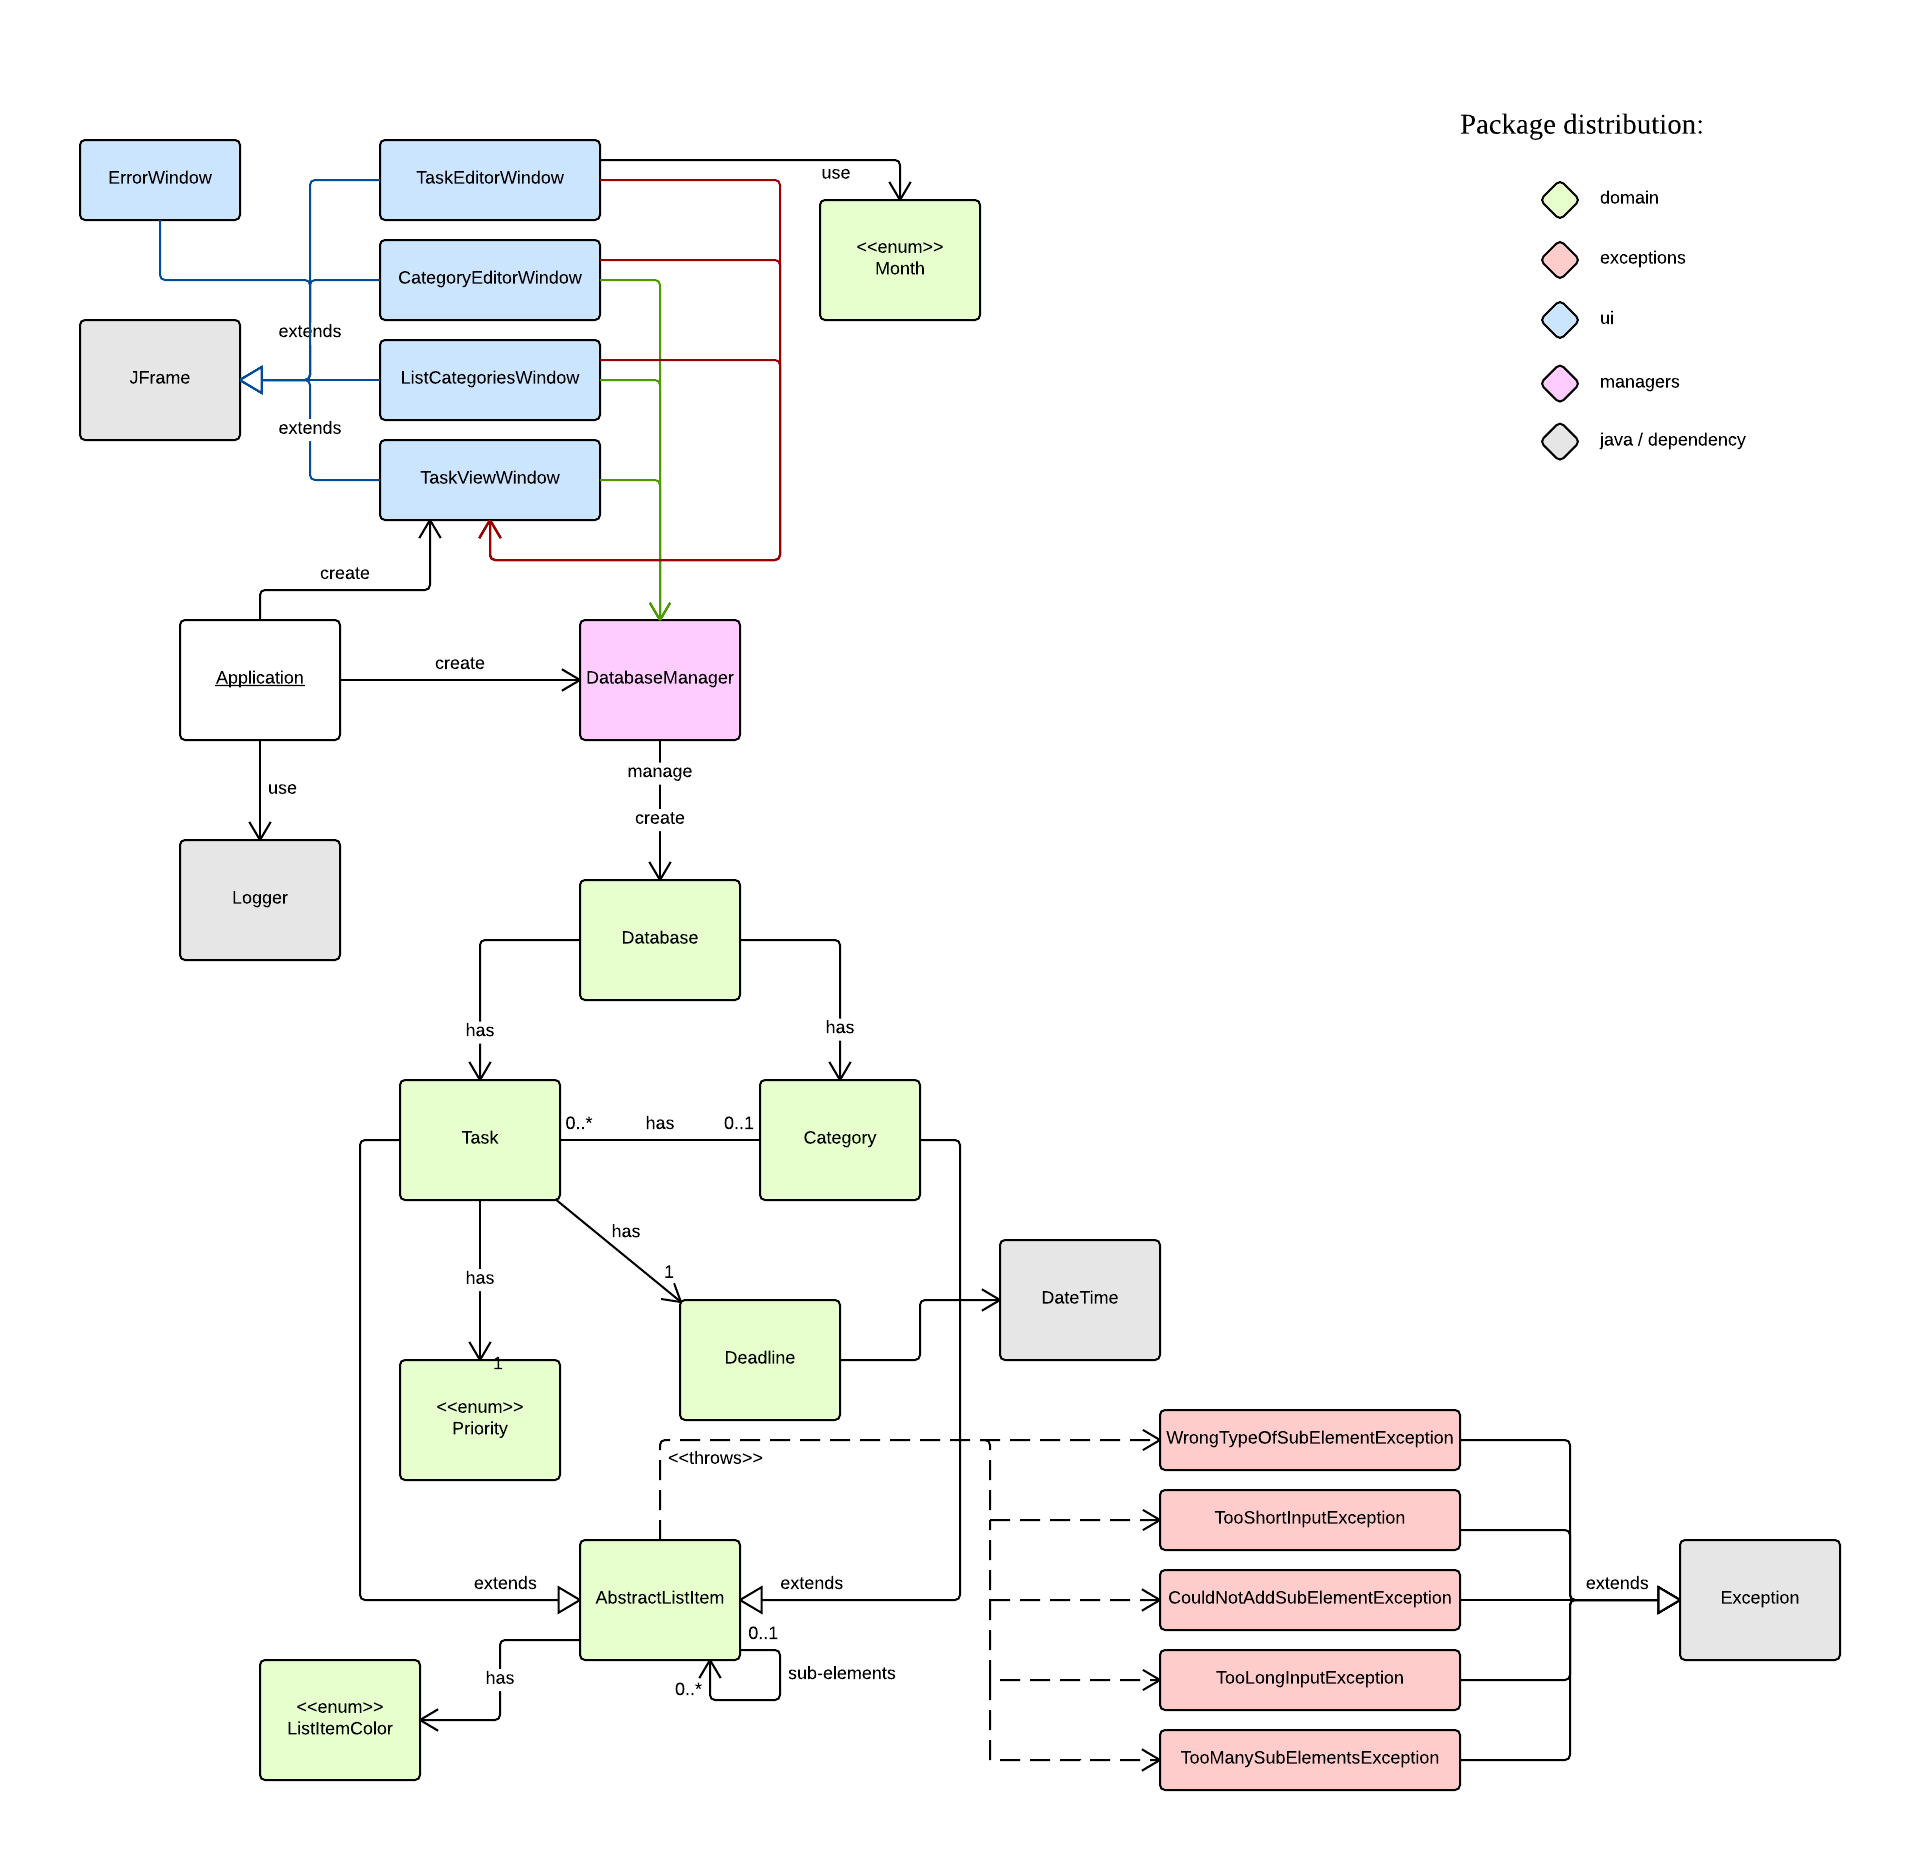 Package distribution:
domain
exceptions
ui
managers
java / dependency
ErrorWindow
TaskEditorWindow
use
<<enum>>
Month
CategoryEditorWindow
extends
JFrame
ListCategoriesWindow
extends
TaskViewWindow
create
Application
create
DatabaseManager
use
manage
create
Logger
Database
has
has
Task
0..*
has
0..1
Category
has
has
1
1
<<enum>>
Priority
Deadline
DateTime
<<throws>>
WrongTypeOfSubElementException
TooShortInputException
CouldNotAddSubElementException
TooLongInputException
TooManySubElementsException
extends
Exception
extends
AbstractListItem
extends
0..1
sub-elements
0..*
has
<<enum>>
ListItemColor